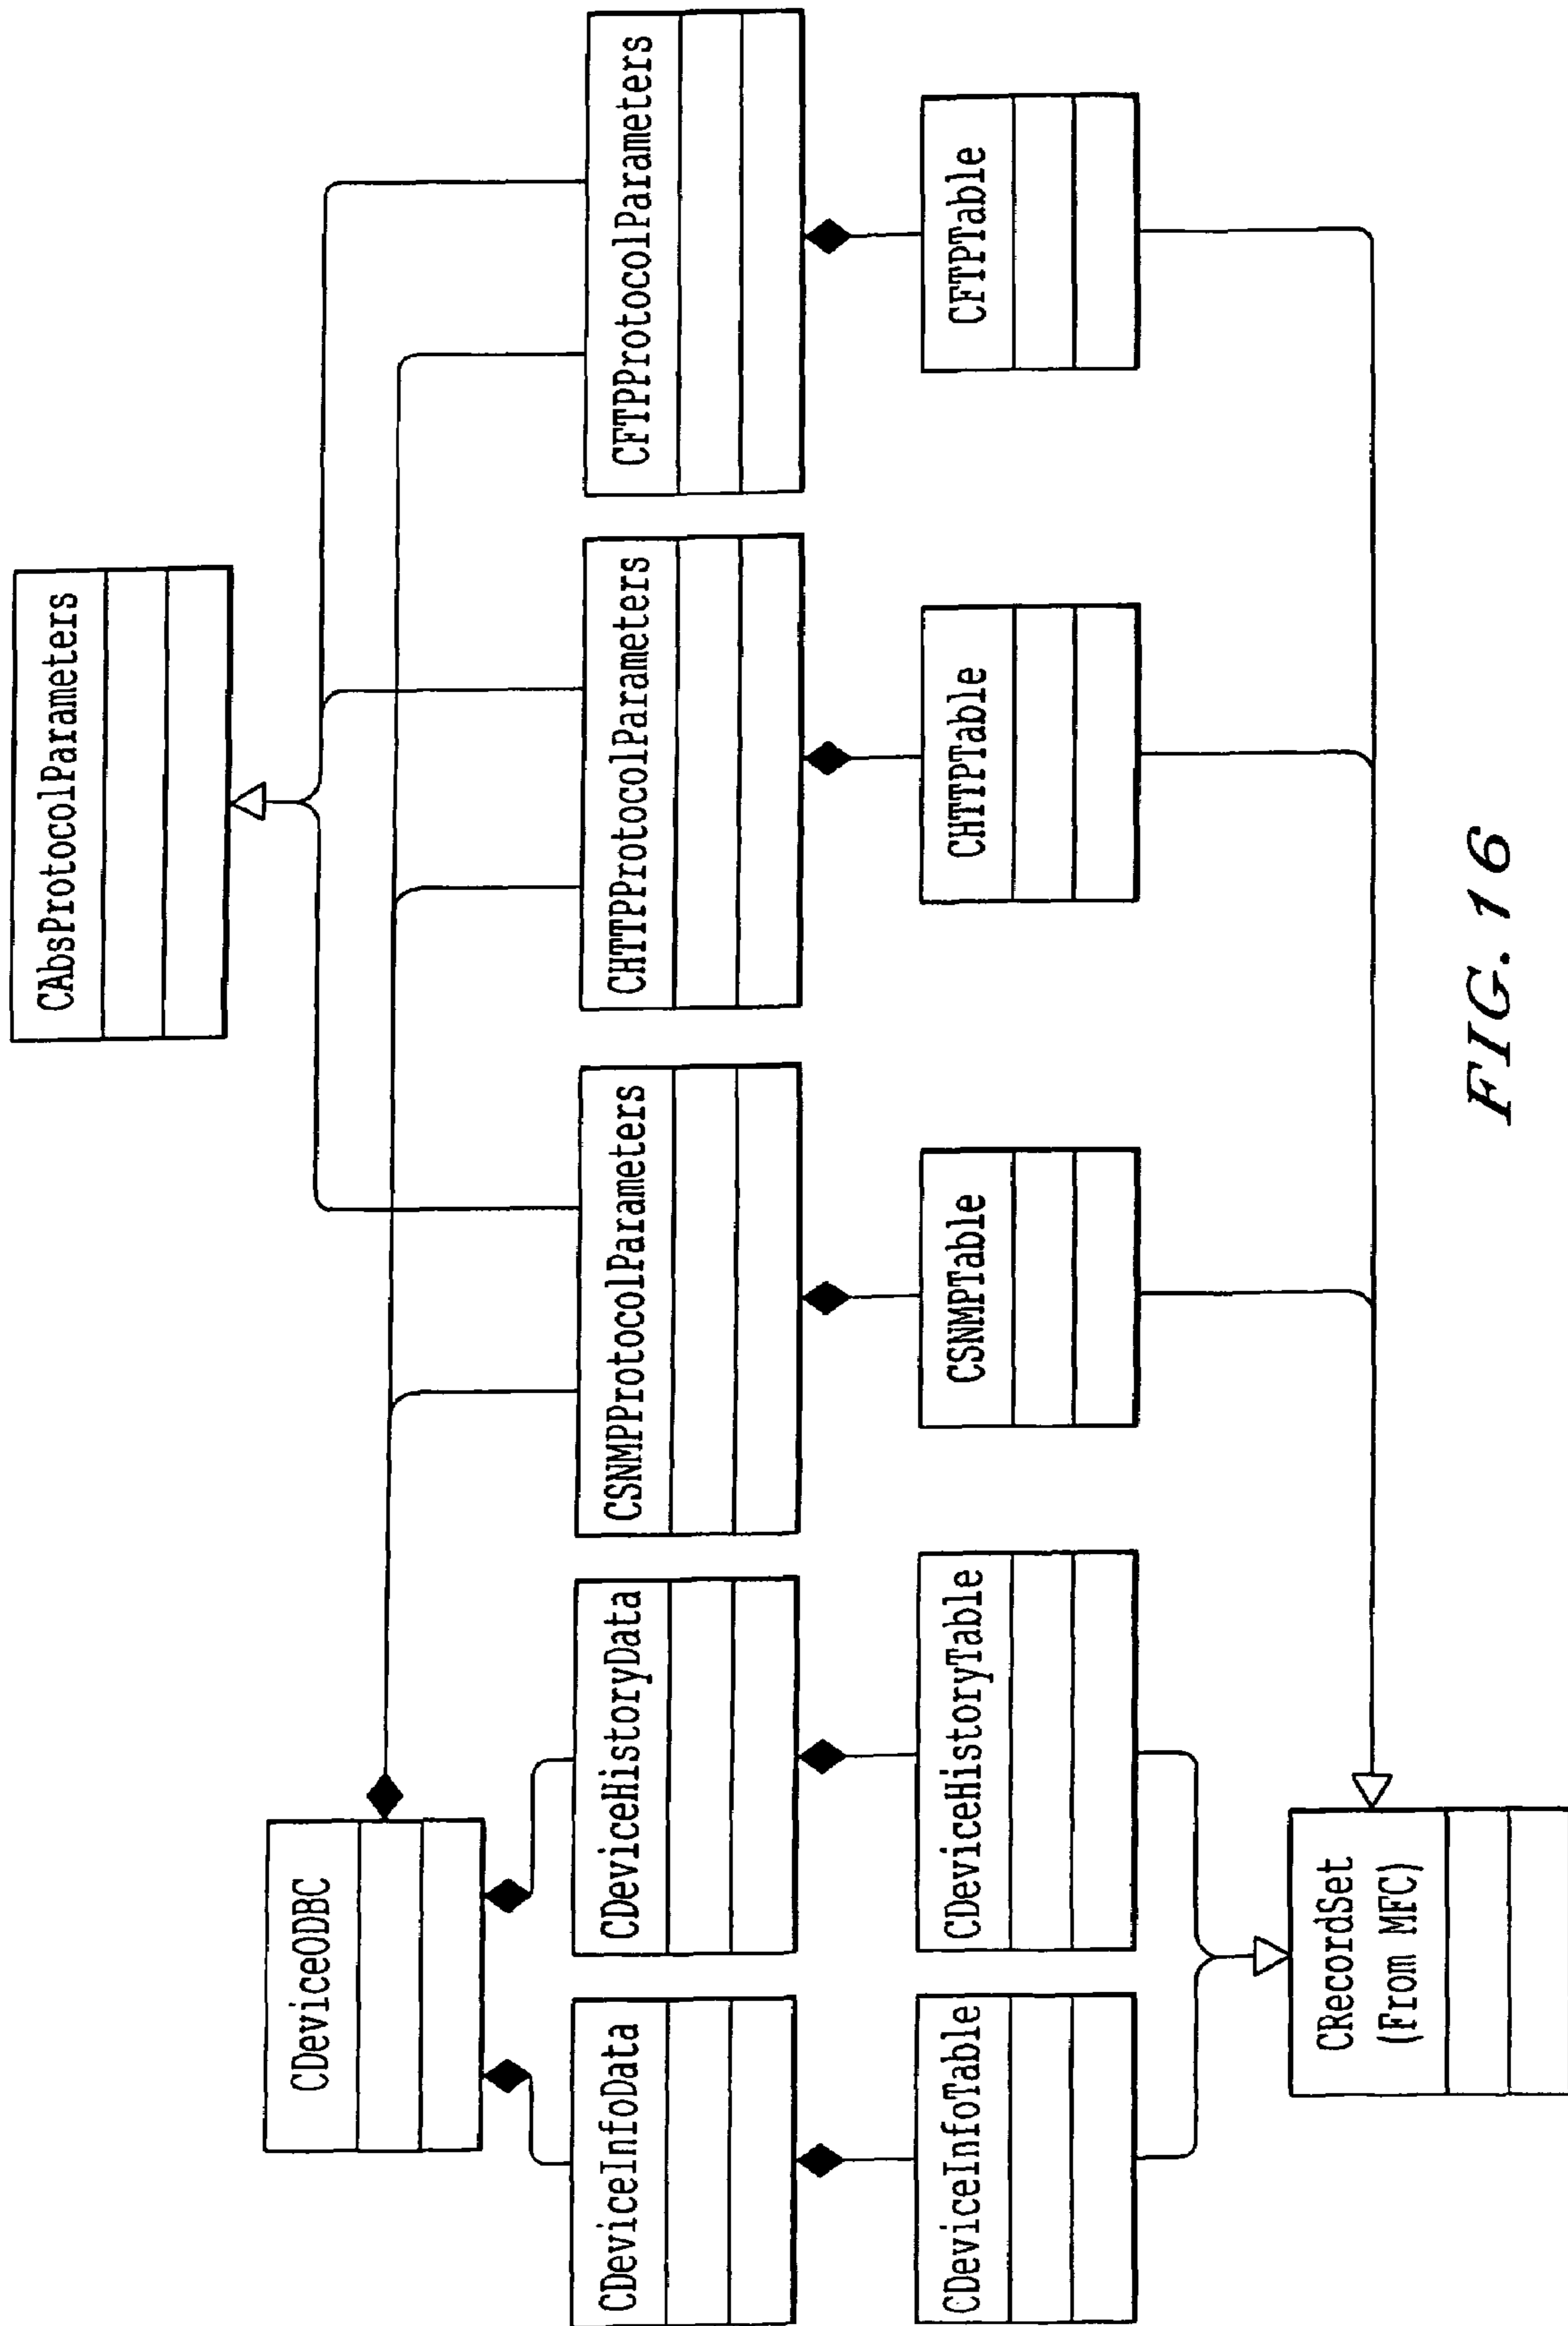 CAbsProtocolParameters
CDeviceODBC
CDeviceInfoData
CDeviceHistoryData
CSNMPProtocolParameters
CHTTPProtocolParameters
CFTPProtocolParameters
CDeviceInfoTable
CDeviceHistoryTable
CSNMPTable
CHTTPTable
CFTPTable
CRecordSet
(From MFC)
FIG. 16